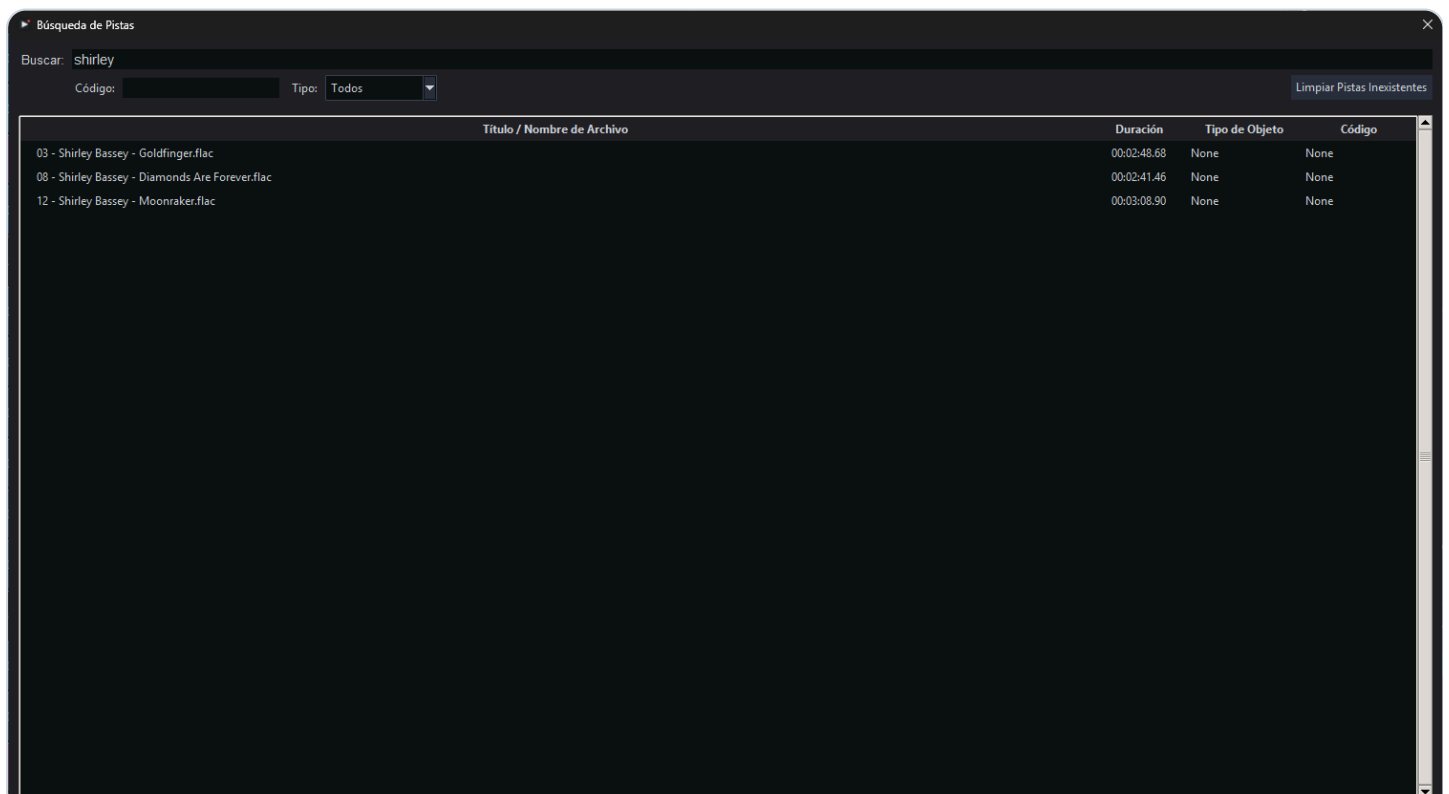 Búsqueda de Pistas
Buscar: shirley
Código: Tipo: Todos Limpiar Pistas Inexistentes
Título / Nombre de Archivo Duración Tipo de Objeto Código
03 - Shirley Bassey - Goldfinger.flac 00:02:48.68 None None
08 - Shirley Bassey - Diamonds Are Forever.flac 00:02:41.46 None None
12 - Shirley Bassey - Moonraker.flac 00:03:08.90 None None